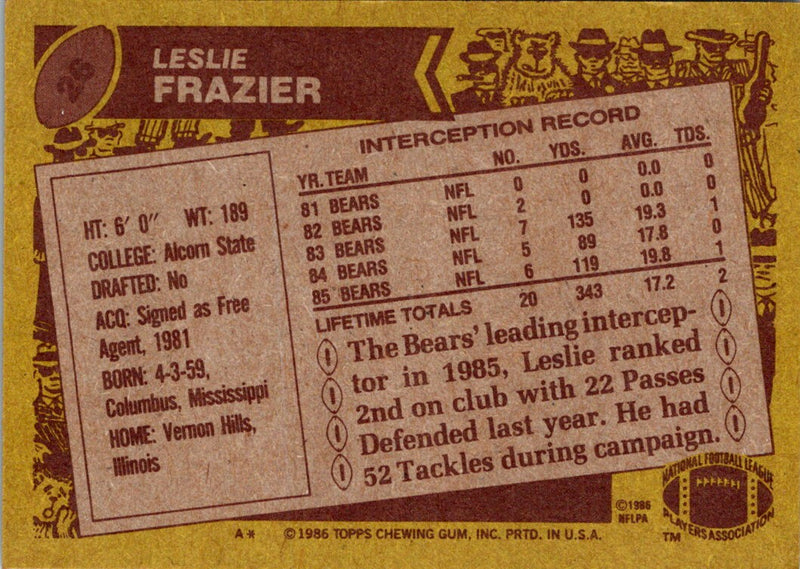 26
LESLIE
FRAZIER
HT: 6' 0" WT: 189
COLLEGE: Alcorn State
DRAFTED: No
ACQ: Signed as Free
Agent, 1981
BORN: 4-3-59,
Columbus, Mississippi
HOME: Vernon Hills,
Illinois
INTERCEPTION RECORD
YR. TEAM NO. YDS. AVG. TDS.
81 BEARS NFL 0 0 0.0 0
82 BEARS NFL 2 0 0.0 0
83 BEARS NFL 7 135 19.3 1
84 BEARS NFL 5 89 17.8 0
85 BEARS NFL 6 119 19.8 1
LIFETIME TOTALS 20 343 17.2 2
The Bears' leading intercep-
tor in 1985, Leslie ranked
2nd on club with 22 Passes
Defended last year. He had
52 Tackles during campaign.
©1986
NFLPA
NATIONAL FOOTBALL LEAGUE
PLAYERS ASSOCIATION
TM
A* ©1986 TOPPS CHEWING GUM, INC. PRTD. IN U.S.A.